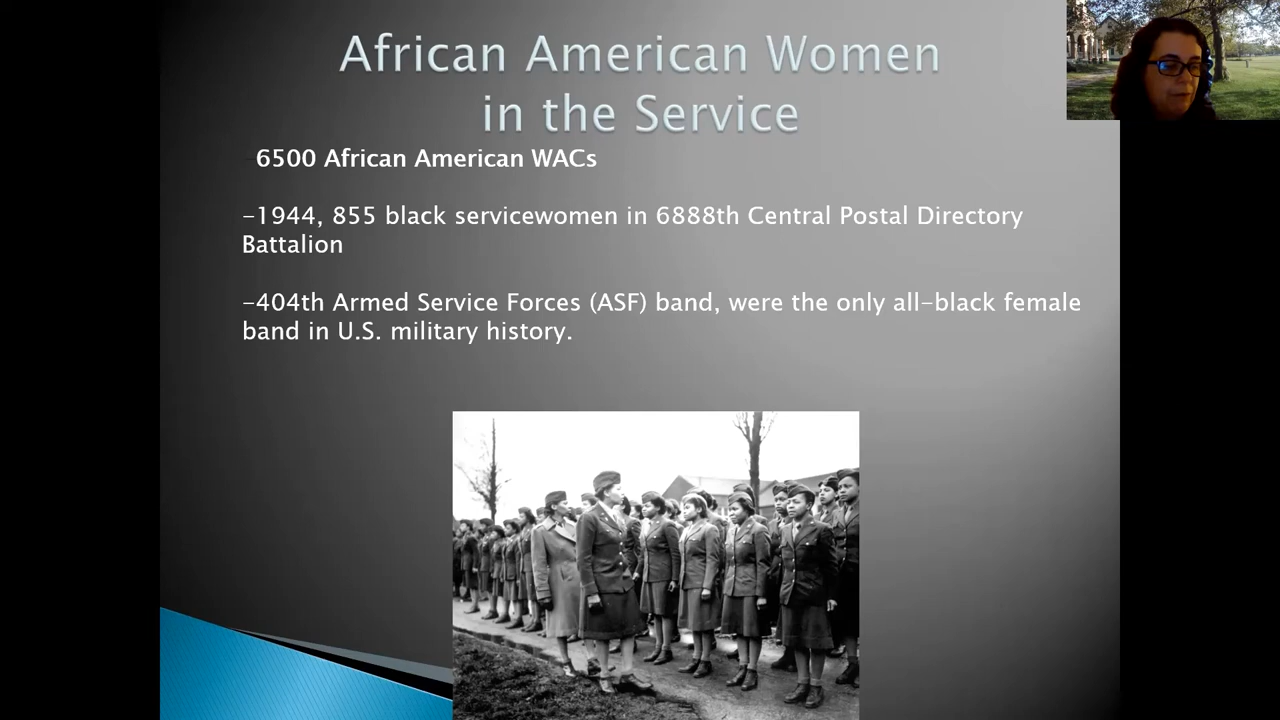 African American Women
in the Service
-6500 African American WACs
-1944, 855 black servicewomen in 6888th Central Postal Directory
Battalion
-404th Armed Service Forces (ASF) band, were the only all-black female
band in U.S. military history.